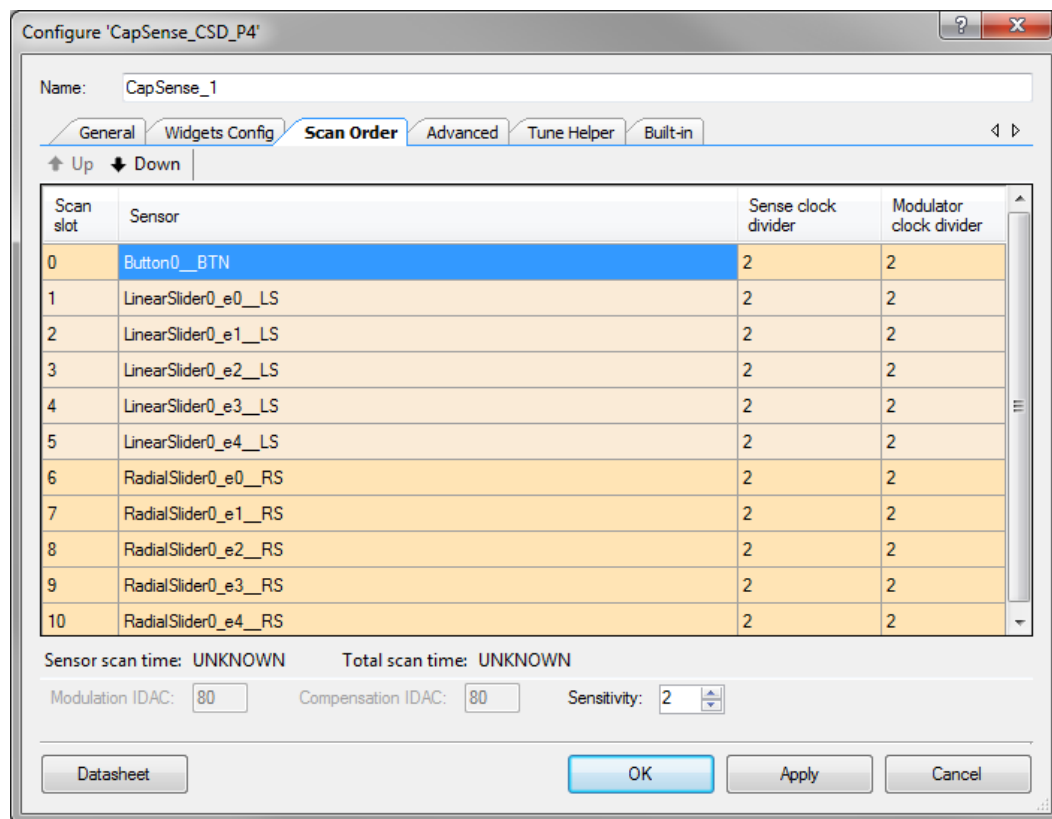 Configure 'CapSense_CSD_P4'
?
Name: CapSense_1
General Widgets Config Scan Order Advanced Tune Helper Built-in
Up Down
Scan slot Sensor Sense clock divider Modulator clock divider
0 Button0__BTN 2 2
1 LinearSlider0_e0__LS 2 2
2 LinearSlider0_e1__LS 2 2
3 LinearSlider0_e2__LS 2 2
4 LinearSlider0_e3__LS 2 2
5 LinearSlider0_e4__LS 2 2
6 RadialSlider0_e0__RS 2 2
7 RadialSlider0_e1__RS 2 2
8 RadialSlider0_e2__RS 2 2
9 RadialSlider0_e3__RS 2 2
10 RadialSlider0_e4__RS 2 2
Sensor scan time: UNKNOWN Total scan time: UNKNOWN
Modulation IDAC: 80 Compensation IDAC: 80 Sensitivity: 2
Datasheet OK Apply Cancel